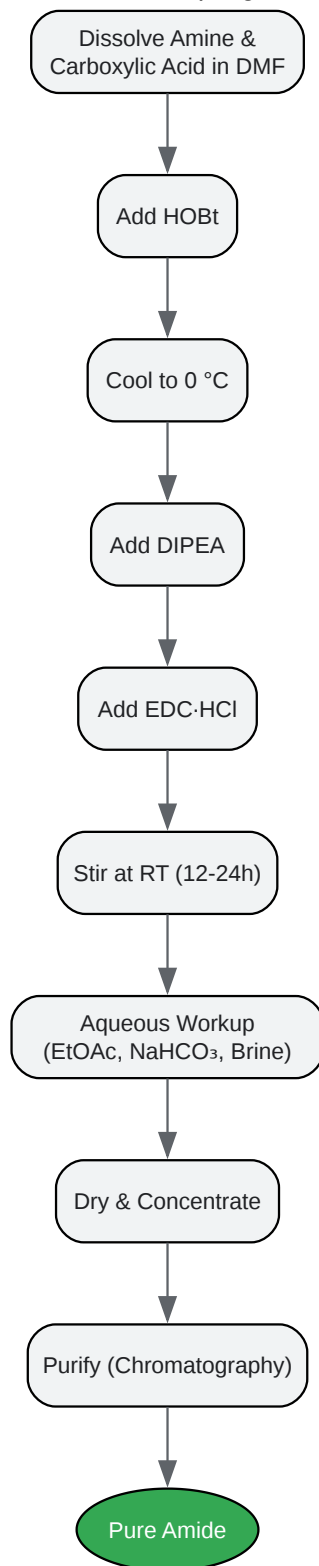 Dissolve Amine &
Carboxylic Acid in DMF
Add HOBt
Cool to 0 °C
Add DIPEA
Add EDC·HCl
Stir at RT (12-24h)
Aqueous Workup
(EtOAc, NaHCO₃, Brine)
Dry & Concentrate
Purify (Chromatography)
Pure Amide